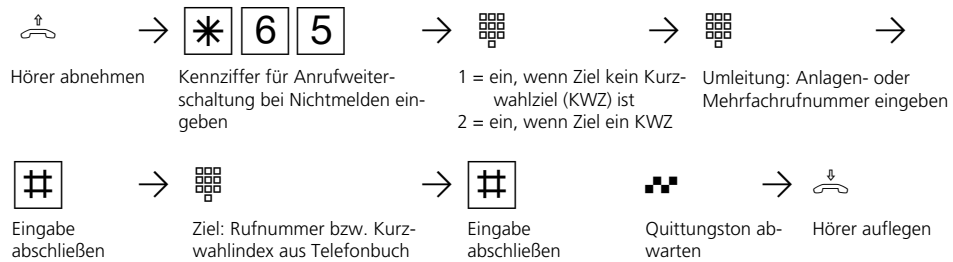 * 6 5
Hörer abnehmen
Kennziffer für Anrufweiter-
schaltung bei Nichtmelden ein-
geben
1 = ein, wenn Ziel kein Kurz-
wahlziel (KWZ) ist
2 = ein, wenn Ziel ein KWZ
Umleitung: Anlagen- oder
Mehrfachrufnummer eingeben
#
#
Eingabe
abschließen
Ziel: Rufnummer bzw. Kurz-
wahlindex aus Telefonbuch
Eingabe
abschließen
Quittungston ab-
warten
Hörer auflegen